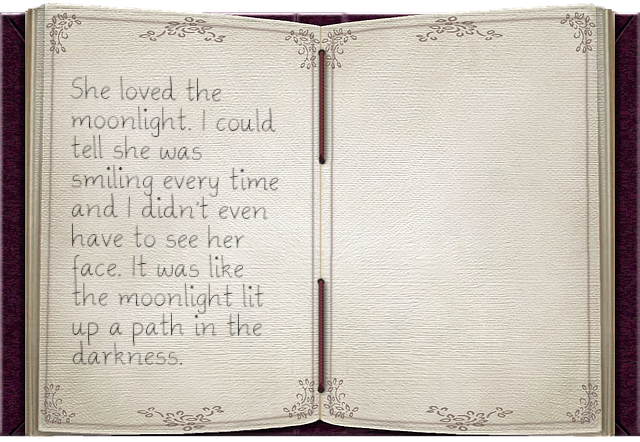 She loved the
moonlight. I could
tell she was
smiling every time
and I didn't even
have to see her
face. It was like
the moonlight lit
up a path in the
darkness.